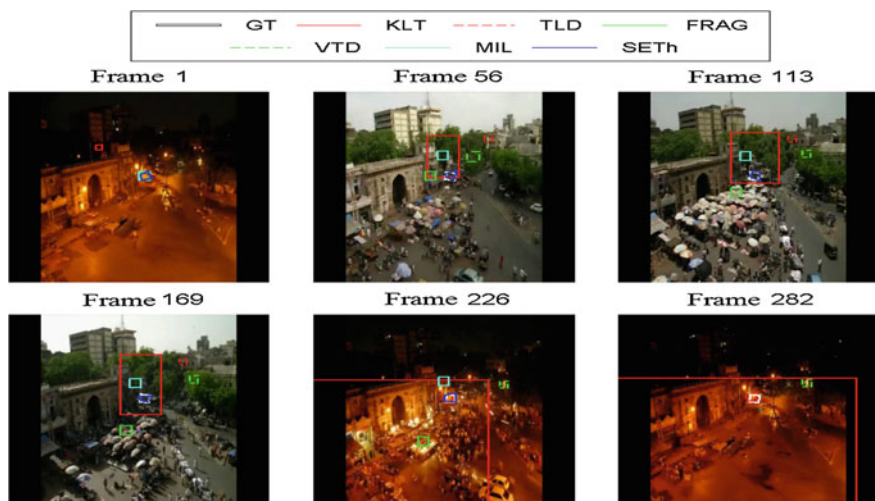 GT KLT TLD FRAG
VTD MIL SETh
Frame 1 Frame 56 Frame 113
Frame 169 Frame 226 Frame 282